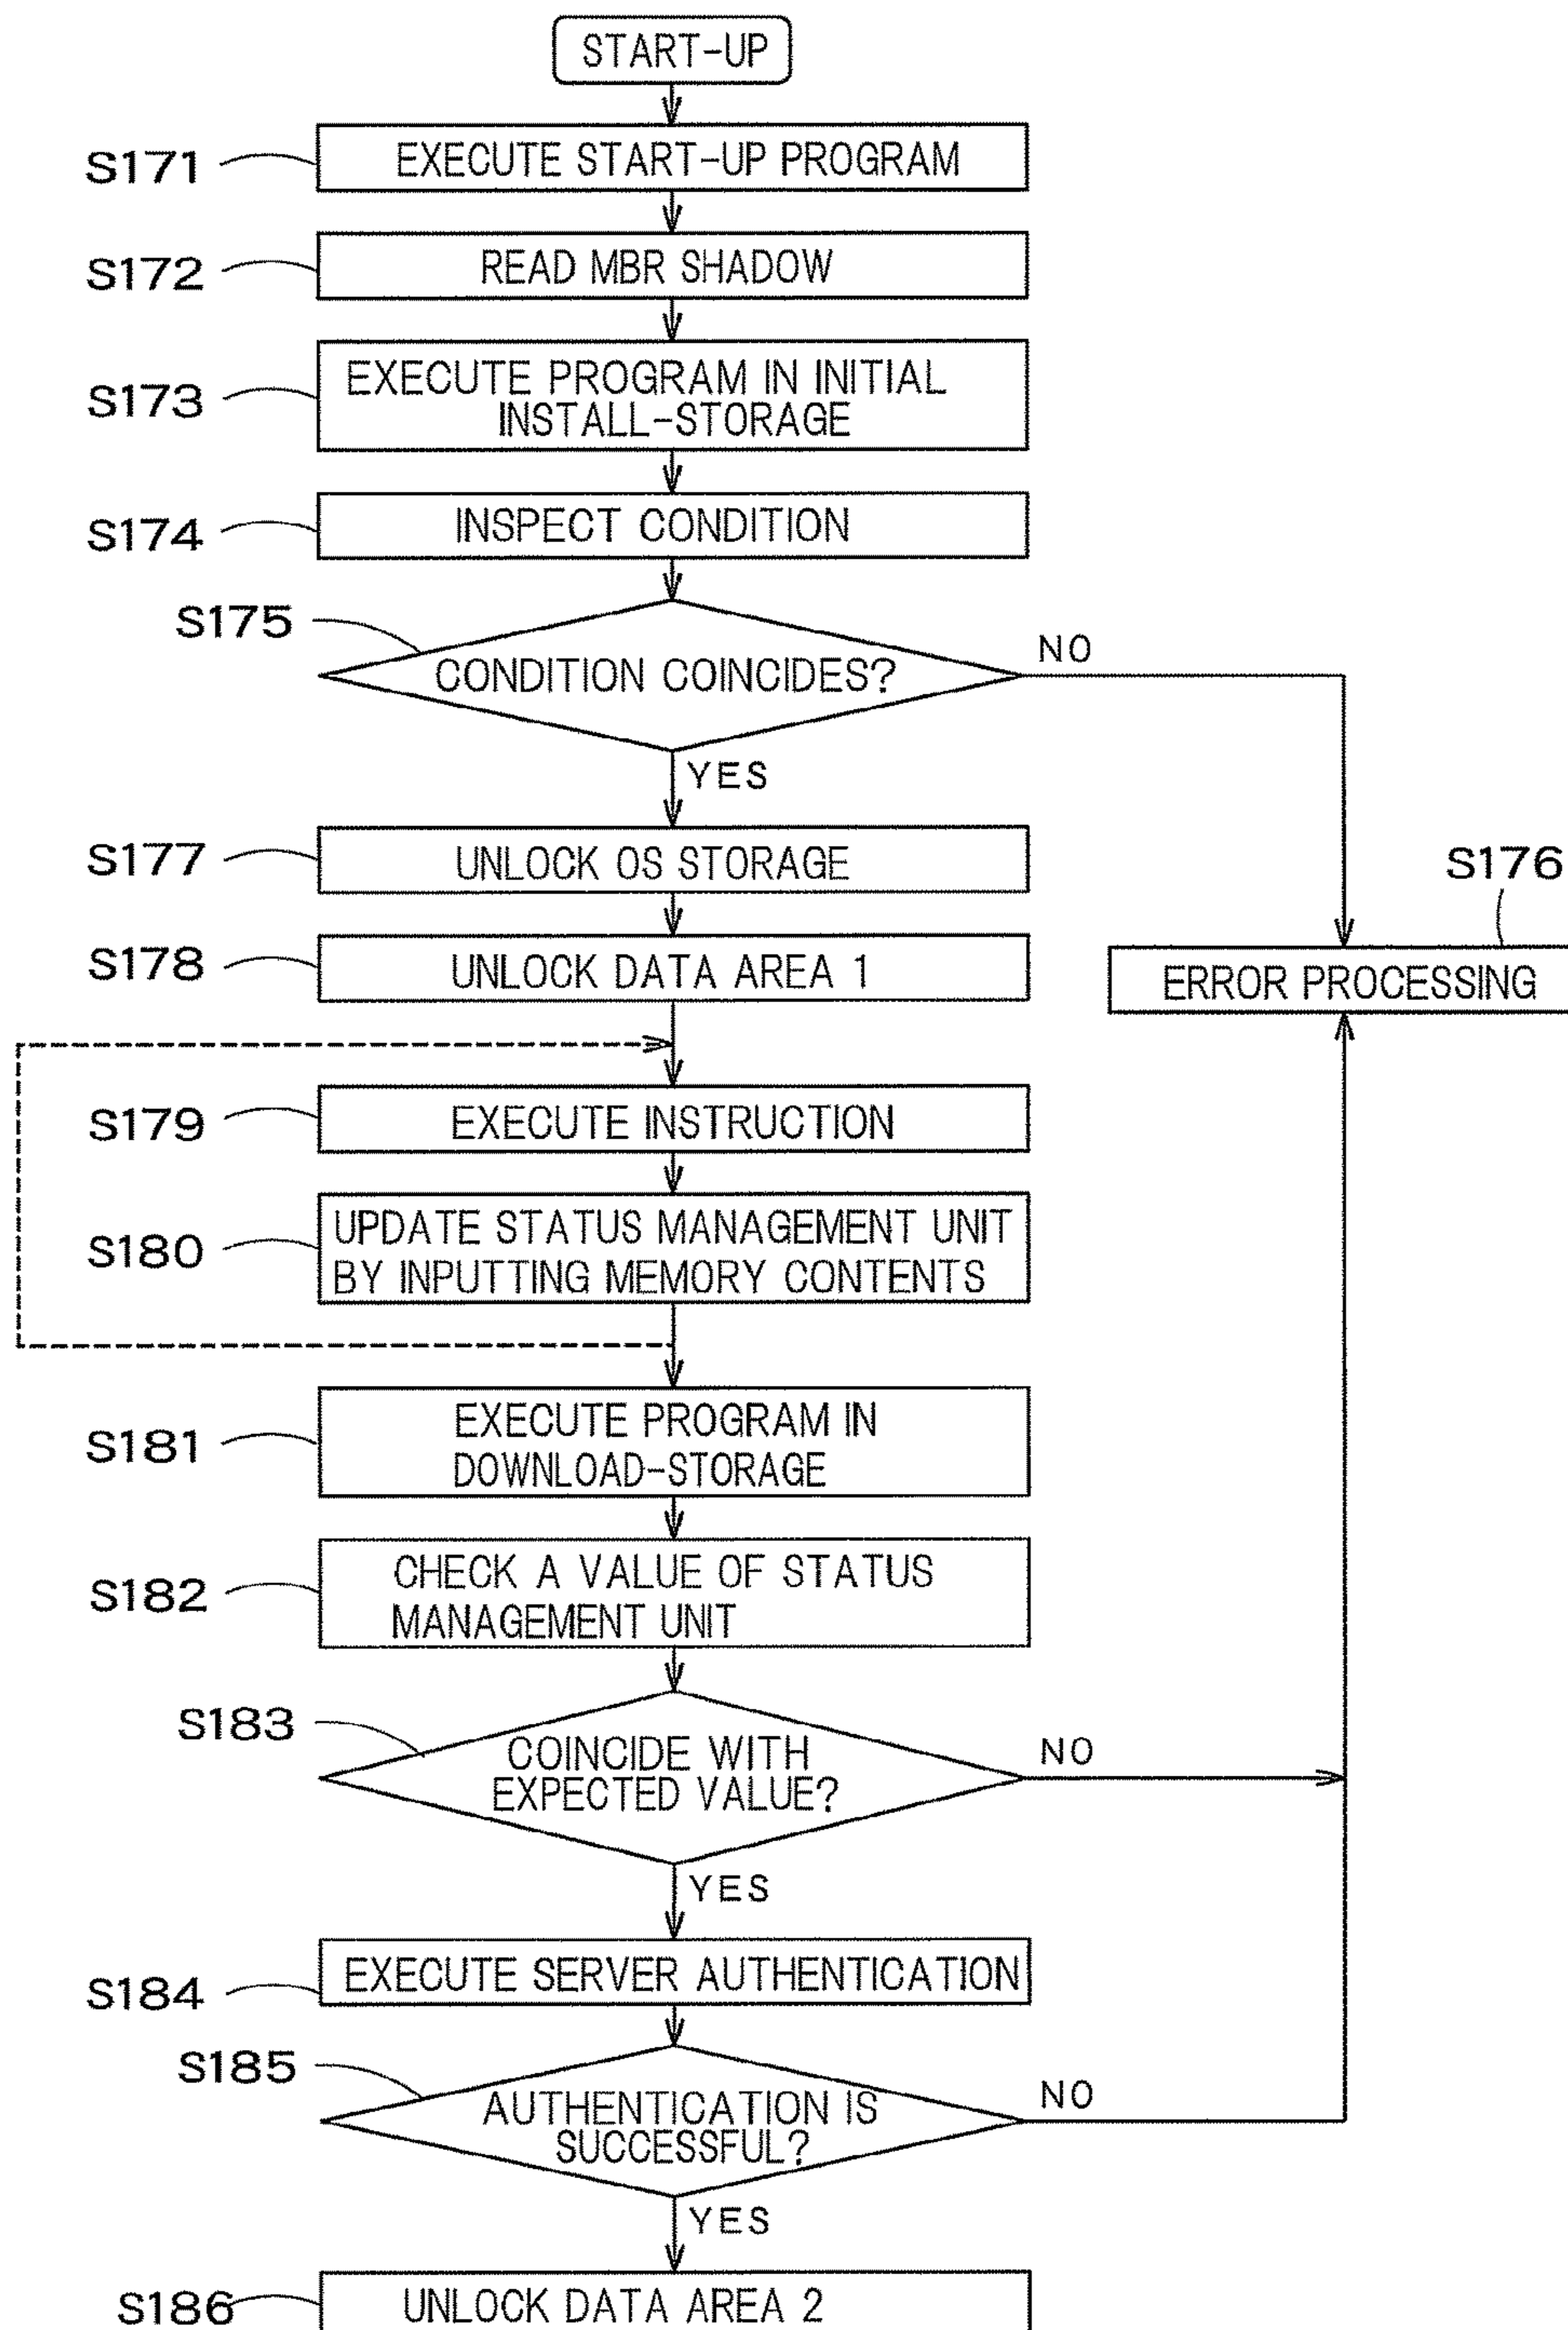 START-UP
S171
EXECUTE START-UP PROGRAM
S172
READ MBR SHADOW
S173
EXECUTE PROGRAM IN INITIAL
INSTALL-STORAGE
S174
INSPECT CONDITION
S175
CONDITION COINCIDES?
NO
YES
S177
UNLOCK OS STORAGE
S176
ERROR PROCESSING
S178
UNLOCK DATA AREA 1
S179
EXECUTE INSTRUCTION
S180
UPDATE STATUS MANAGEMENT UNIT
BY INPUTTING MEMORY CONTENTS
S181
EXECUTE PROGRAM IN
DOWNLOAD-STORAGE
S182
CHECK A VALUE OF STATUS
MANAGEMENT UNIT
S183
COINCIDE WITH
EXPECTED VALUE?
NO
YES
S184
EXECUTE SERVER AUTHENTICATION
S185
AUTHENTICATION IS
SUCCESSFUL?
NO
YES
S186
UNLOCK DATA AREA 2